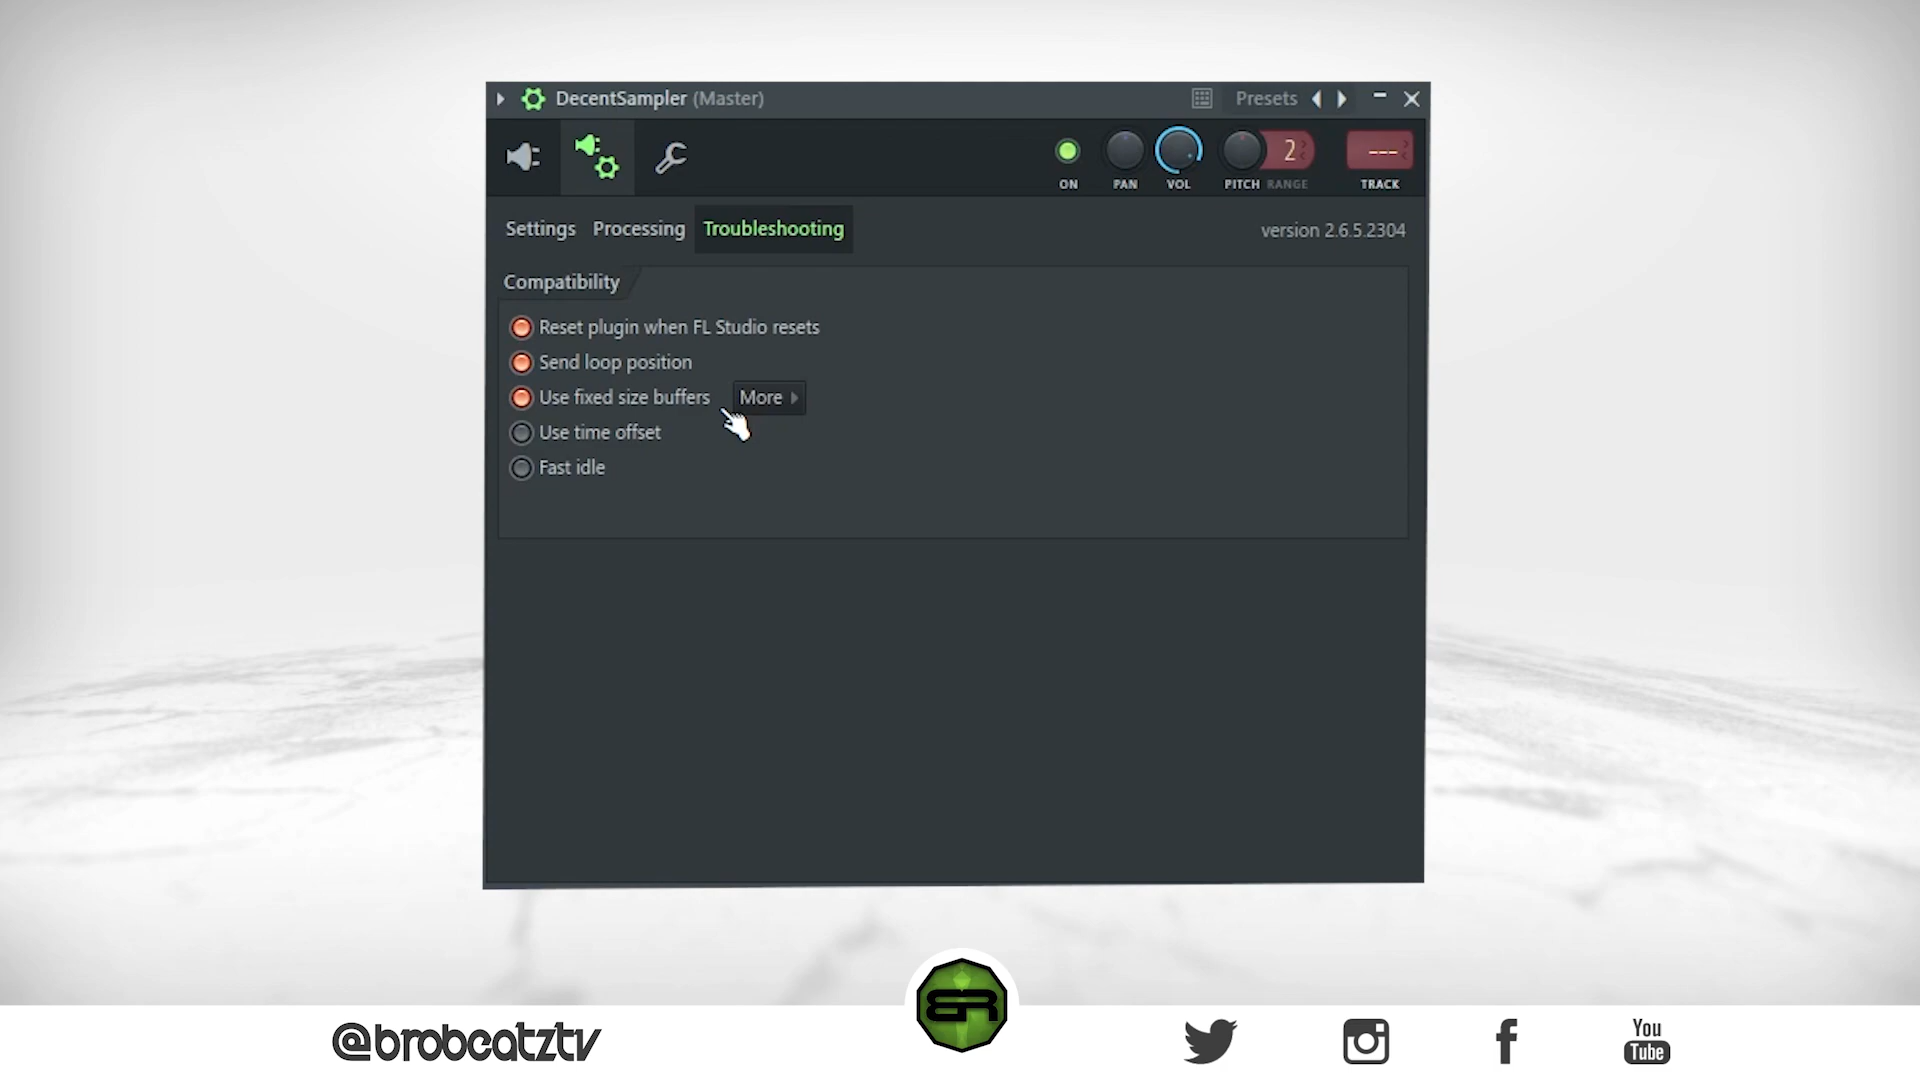 DecentSampler (Master)
Presets
2
---
ON
PAN
VOL
PITCH RANGE
TRACK
Settings
Processing
Troubleshooting
version 2.6.5.2304
Compatibility
Reset plugin when FL Studio resets
Send loop position
Use fixed size buffers
More
Use time offset
Fast idle
@brobeatztv
BR
f
You
Tube